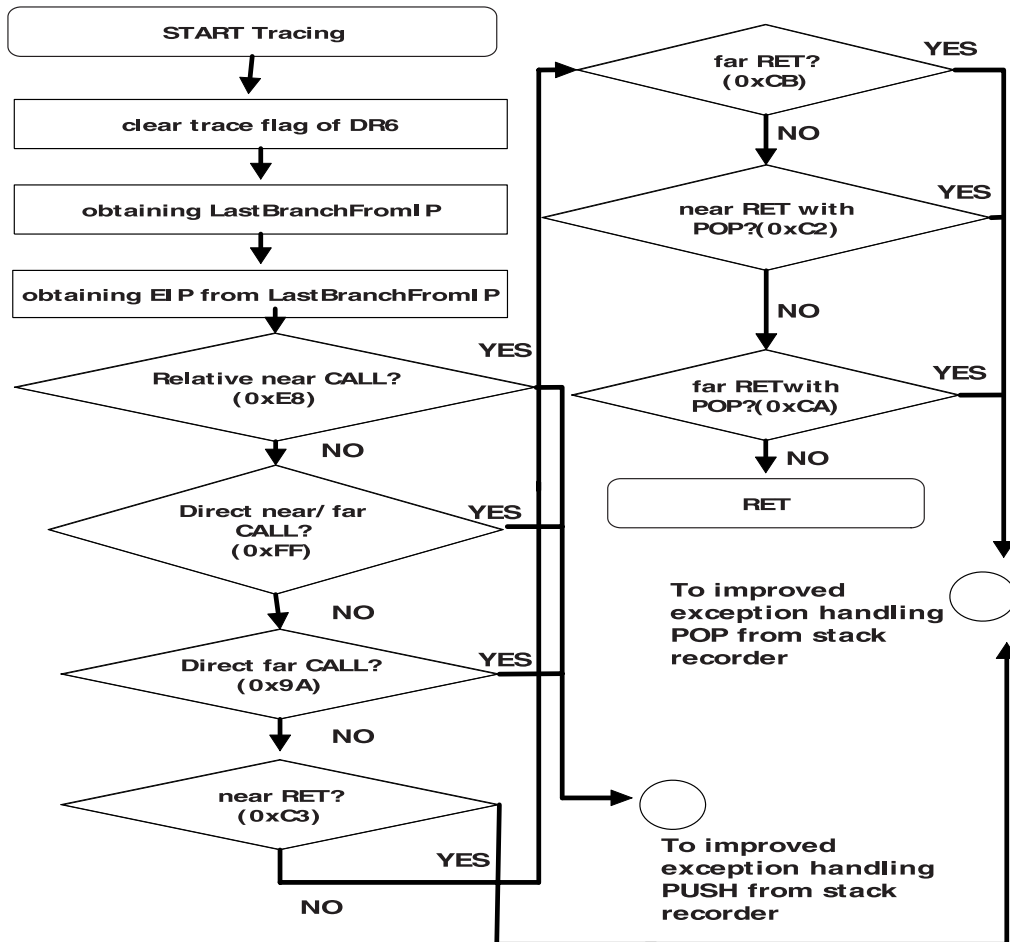 START Tracing
clear trace flag of DR6
obtaining LastBranchFromIP
obtaining EIP from LastBranchFromIP
YES
Relative near CALL?
(0xE8)
NO
Direct near/ far
CALL?
(0xFF)
YES
NO
Direct far CALL?
(0x9A)
YES
NO
near RET?
(0xC3)
YES
NO
far RET?
(0xCB)
YES
NO
near RET with
POP?(0xC2)
YES
NO
far RETwith
POP?(0xCA)
YES
NO
RET
To improved
exception handling
POP from stack
recorder
To improved
exception handling
PUSH from stack
recorder